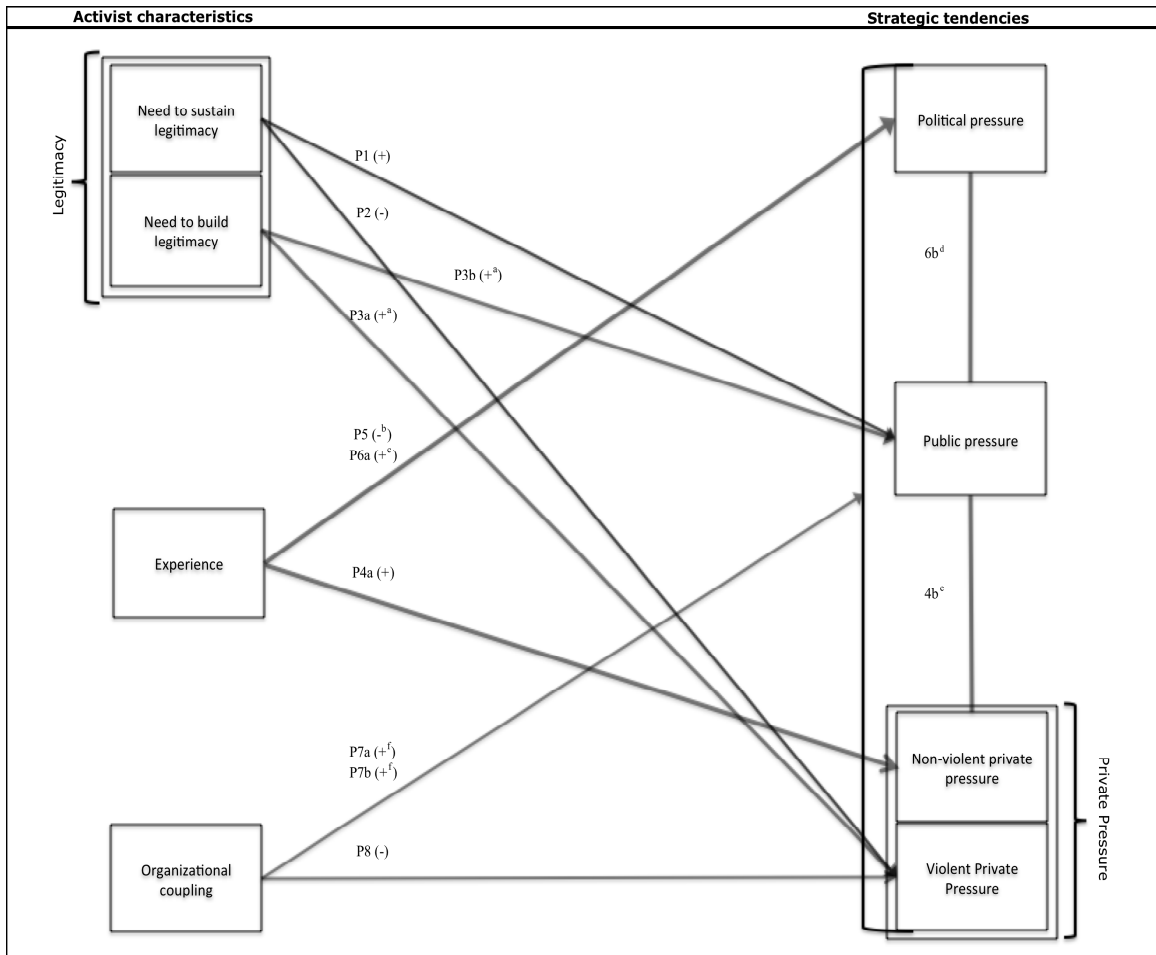 Activist characteristics
Strategic tendencies
Legitimacy
Need to sustain
legitimacy
Need to build
legitimacy
Political pressure
P1 (+)
P2 (-)
P3b (+ᵃ)
P3a (+ᵃ)
6bᵈ
P5 (-ᵇ)
P6a (+ᶜ)
Public pressure
Experience
P4a (+)
4bᵉ
P7a (+ᶠ)
P7b (+ᶠ)
Non-violent private
pressure
Private Pressure
Organizational
coupling
P8 (-)
Violent Private
Pressure